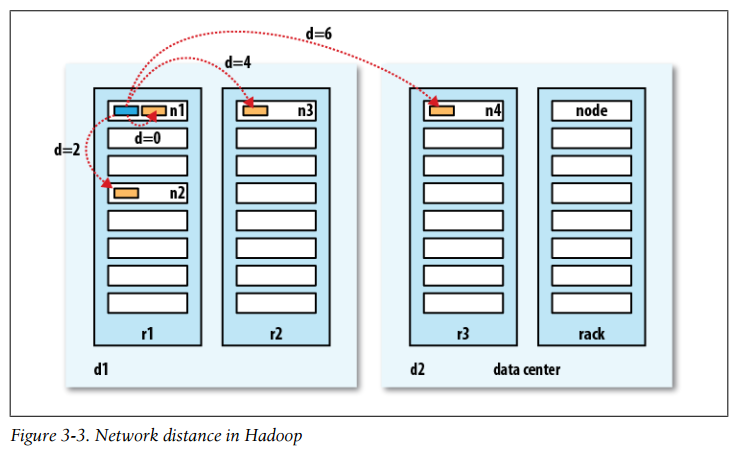 d=6
d=4
n1
n3
n4
node
d=0
d=2
n2
r1
r2
r3
rack
d1
d2
data center
Figure 3-3. Network distance in Hadoop